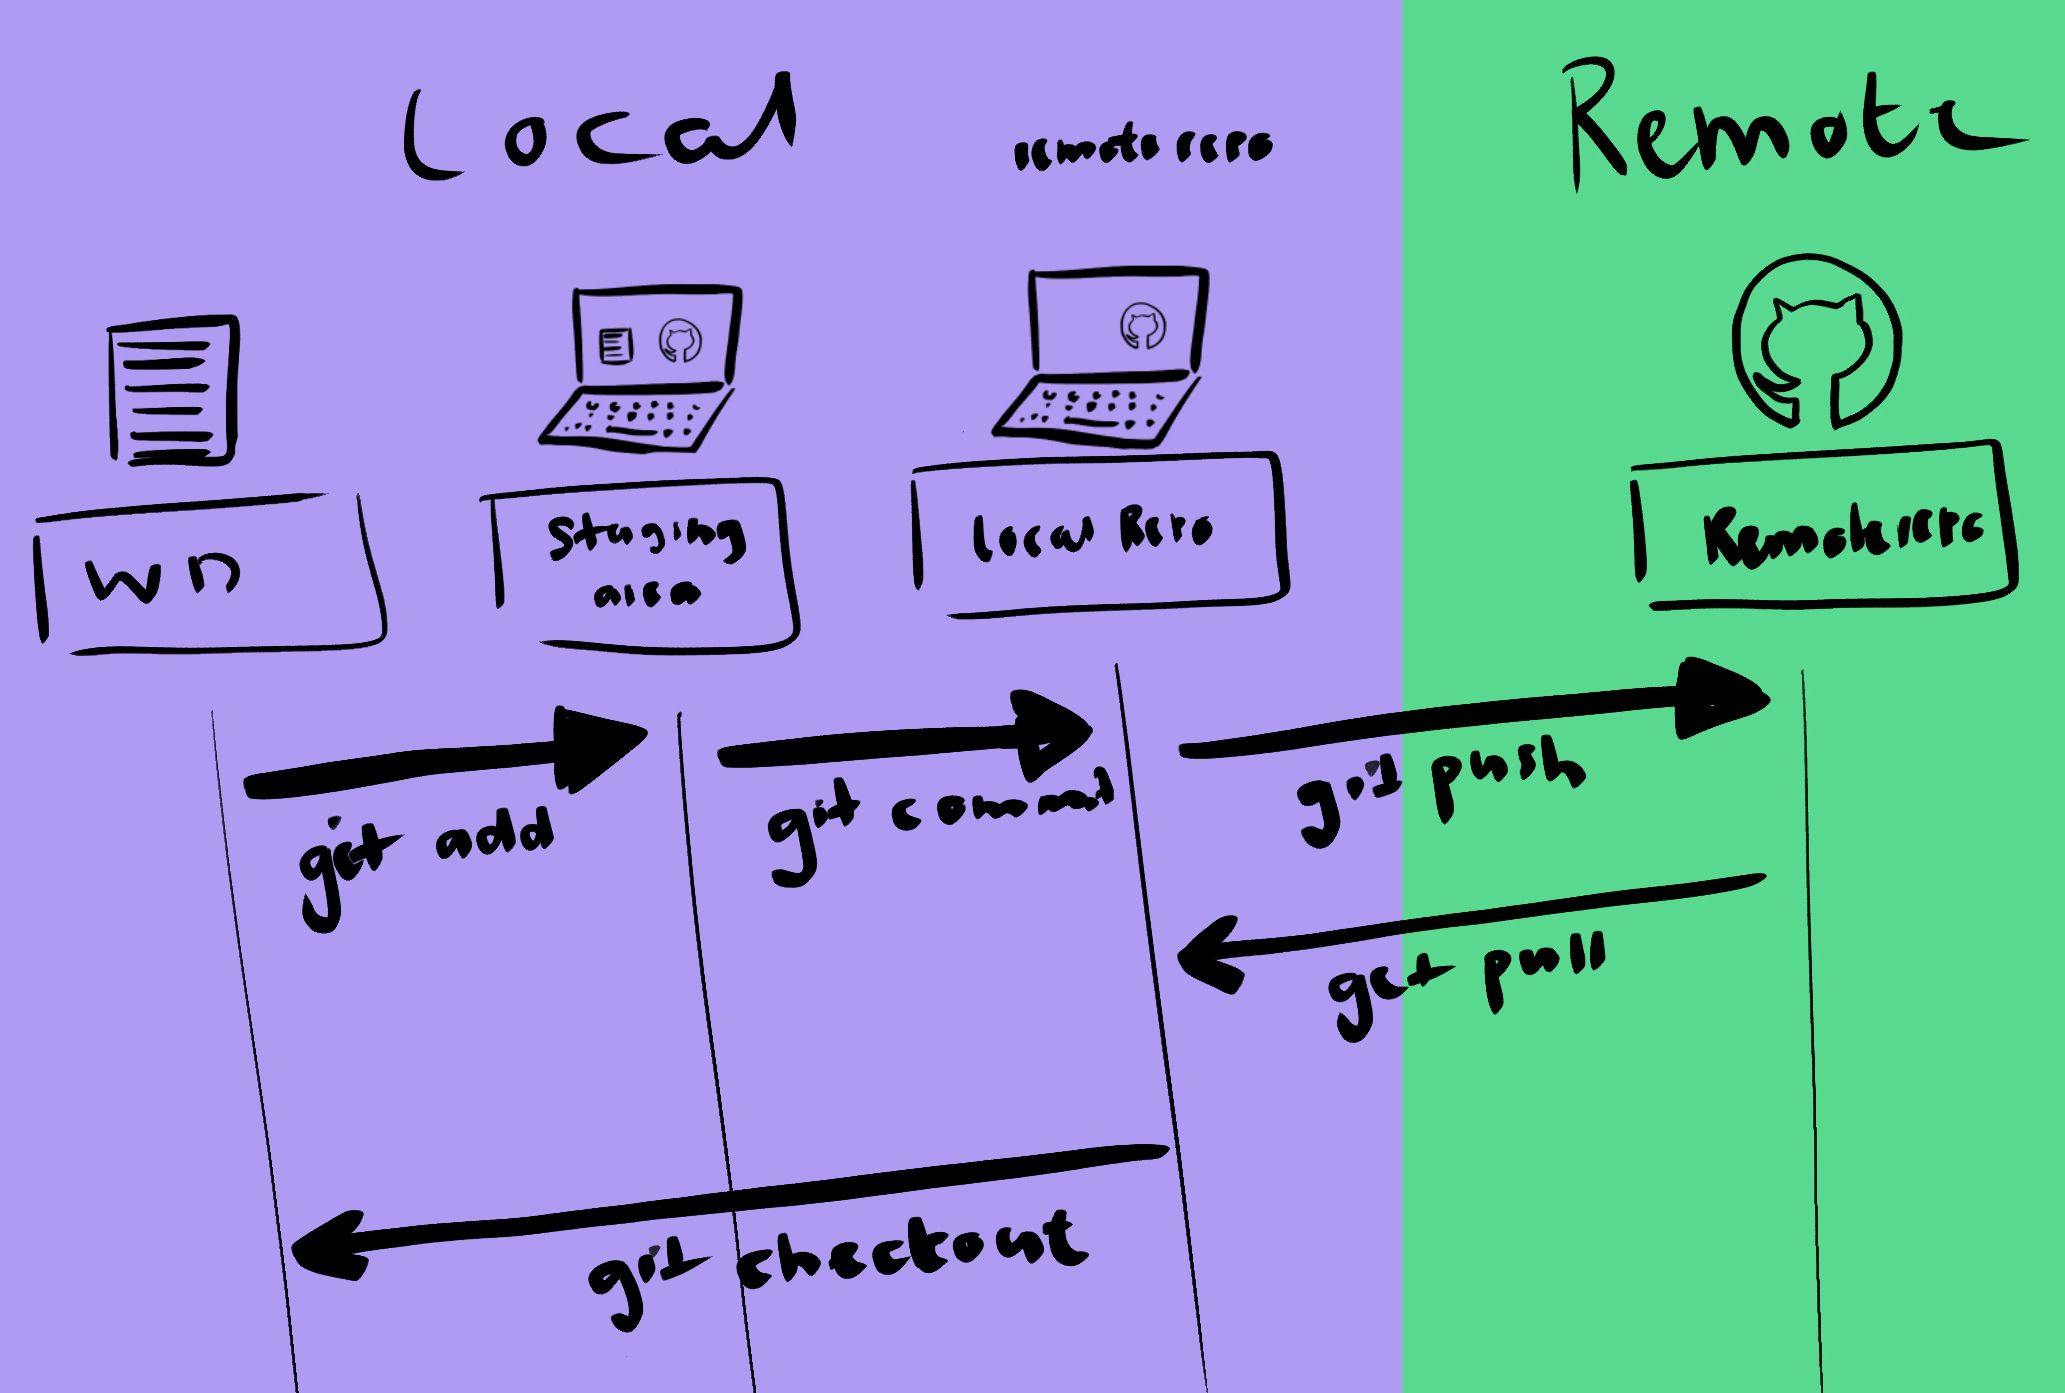 Local
remote repo
Remote
WD
Staging
area
Local Repo
Remote repo
git add
git commit
git push
git pull
git checkout